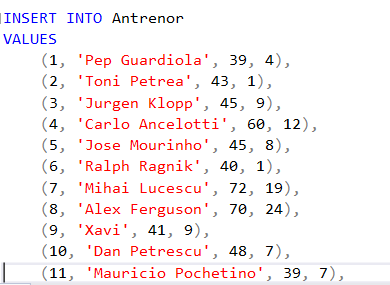 INSERT INTO Antrenor
VALUES
(1, 'Pep Guardiola', 39, 4),
(2, 'Toni Petrea', 43, 1),
(3, 'Jurgen Klopp', 45, 9),
(4, 'Carlo Ancelotti', 60, 12),
(5, 'Jose Mourinho', 45, 8),
(6, 'Ralph Ragnik', 40, 1),
(7, 'Mihai Lucescu', 72, 19),
(8, 'Alex Ferguson', 70, 24),
(9, 'Xavi', 41, 9),
(10, 'Dan Petrescu', 48, 7),
(11, 'Mauricio Pochetino', 39, 7),